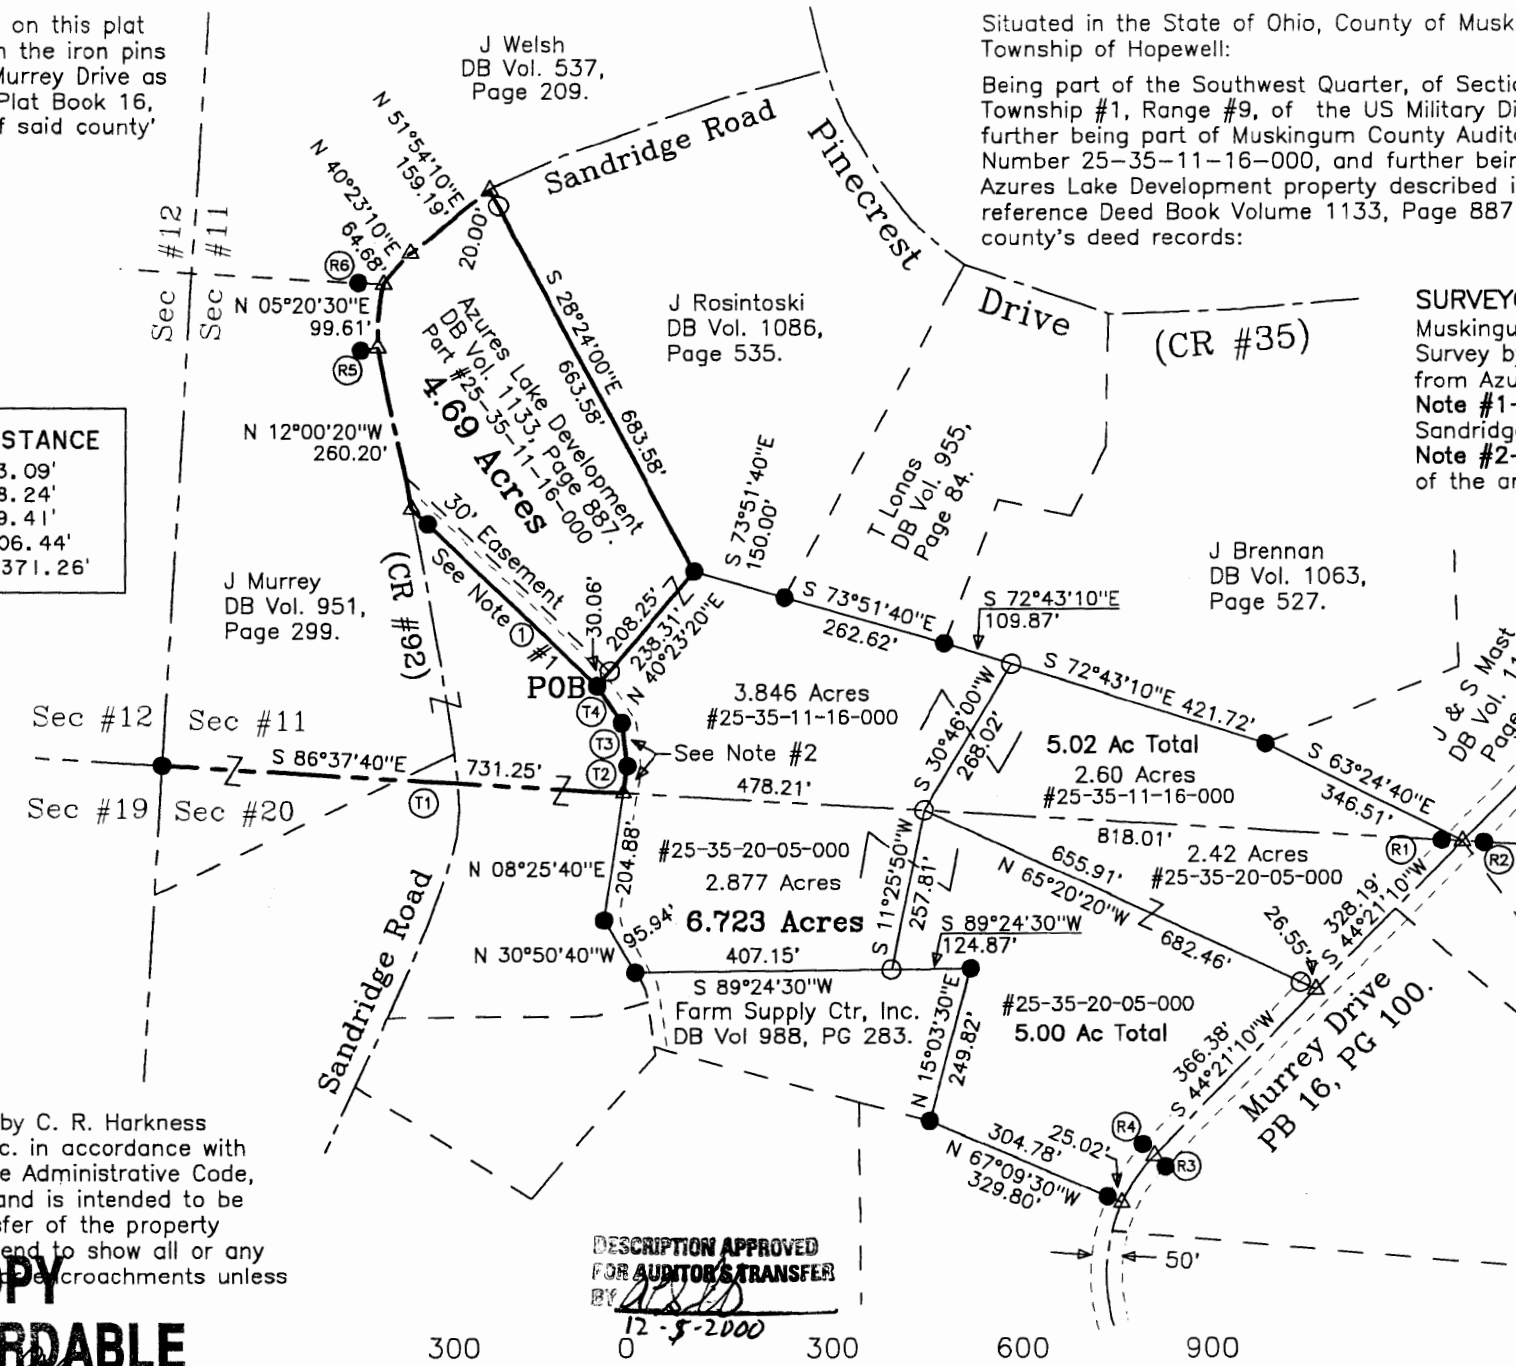 on this plat
the iron pins
Murrey Drive as
Plat Book 16,
f said county'
J Welsh
DB Vol. 537,
Page 209.
Situated in the State of Ohio, County of Musk
Township of Hopewell:
Being part of the Southwest Quarter, of Sectio
Township #1, Range #9, of the US Military Di
further being part of Muskingum County Audito
Number 25-35-11-16-000, and further bein
Azures Lake Development property described i
reference Deed Book Volume 1133, Page 887
county's deed records:
N 51°54'10"E
159.19'
N 40°23'10"E
64.68'
Sandridge Road
Pinecrest
Drive
(CR #35)
20.00'
Sec #12
Sec #11
R6
N 05°20'30"E
99.61'
R5
S 28°24'00"E 683.58'
663.58'
J Rosintoski
DB Vol. 1086,
Page 535.
SURVEYO
Muskingu
Survey by
from Azu
Note #1-
Sandridge
Note #2-
of the an
Azures Lake Development
DB Vol. 1133, Page 887.
Part #25-35-11-16-000
4.69 Acres
STANCE
3.09'
8.24'
9.41'
06.44'
371.26'
N 12°00'20"W
260.20'
S 73°51'40"E
150.00'
T Lonas
DB Vol. 955,
Page 84.
30' Easement
See Note #1
1
J Murrey
DB Vol. 951,
Page 299.
(CR #92)
J Brennan
DB Vol. 1063,
Page 527.
30.06'
208.25'
238.31'
N 40°23'20"E
S 73°51'40"E
262.62'
S 72°43'10"E
109.87'
S 72°43'10"E 421.72'
J & S Mast
DB Vol. 11
Page
POB
T4
T3
T2
See Note #2
3.846 Acres
#25-35-11-16-000
S 30°46'00"W
268.02'
5.02 Ac Total
2.60 Acres
#25-35-11-16-000
S 63°24'40"E
346.51'
Sec #12
Sec #11
S 86°37'40"E
731.25'
T1
478.21'
818.01'
R1
R2
Sec #19
Sec #20
N 08°25'40"E
204.88'
#25-35-20-05-000
2.877 Acres
6.723 Acres
S 11°25'50"W
257.81'
655.91'
N 65°20'20"W
682.46'
2.42 Acres
#25-35-20-05-000
328.19'
S 44°21'10"W
26.55'
N 30°50'40"W
95.94'
407.15'
S 89°24'30"W
S 89°24'30"W
124.87'
Farm Supply Ctr, Inc.
DB Vol 988, PG 283.
N 15°03'30"E
249.82'
#25-35-20-05-000
5.00 Ac Total
366.38'
S 44°21'10"W
Murrey Drive
PB 16, PG 100.
Sandridge Road
304.78'
N 67°09'30"W
329.80'
25.02'
R4
R3
50'
by C. R. Harkness
c. in accordance with
e Administrative Code,
and is intended to be
sfer of the property
end to show all or any
encroachments unless
OPY
RDABLE
DESCRIPTION APPROVED
FOR AUDITOR'S TRANSFER
BY
300 0 300 600 900